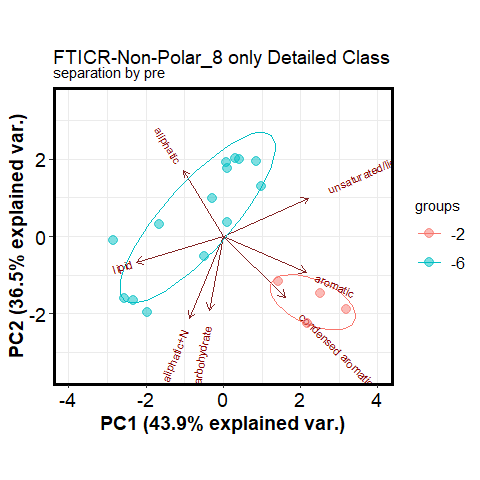 FTICR-Non-Polar_8 only Detailed Class
separation by pre
PC2 (36.5% explained var.)
2
0
-2
aliphatic
unsaturated/li
lipid
aromatic
condensed aromatic
aliphatic+N
arbohydrate
-4
-2
0
2
4
PC1 (43.9% explained var.)
groups
-2
-6